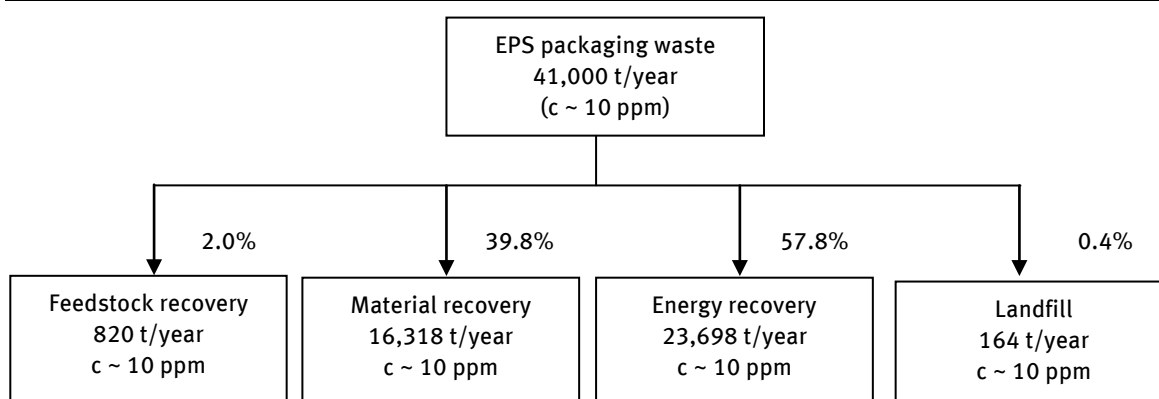 EPS packaging waste
41,000 t/year
(c ~ 10 ppm)
2.0%
39.8%
57.8%
0.4%
Feedstock recovery
820 t/year
c ~ 10 ppm
Material recovery
16,318 t/year
c ~ 10 ppm
Energy recovery
23,698 t/year
c ~ 10 ppm
Landfill
164 t/year
c ~ 10 ppm